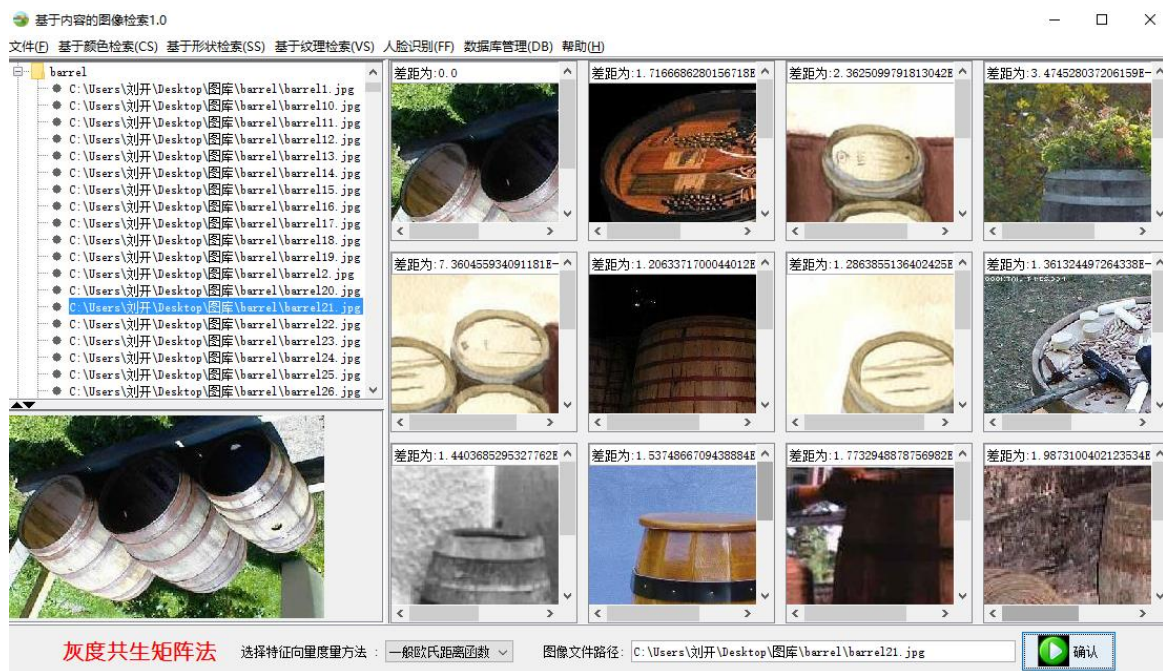 基于内容的图像检索1.0
文件(F) 基于颜色检索(CS) 基于形状检索(SS) 基于纹理检索(VS) 人脸识别(FF) 数据库管理(DB) 帮助(H)
barrel
C:\Users\刘开\Desktop\图库\barrel\barrel1.jpg
C:\Users\刘开\Desktop\图库\barrel\barrel10.jpg
C:\Users\刘开\Desktop\图库\barrel\barrel11.jpg
C:\Users\刘开\Desktop\图库\barrel\barrel12.jpg
C:\Users\刘开\Desktop\图库\barrel\barrel13.jpg
C:\Users\刘开\Desktop\图库\barrel\barrel14.jpg
C:\Users\刘开\Desktop\图库\barrel\barrel15.jpg
C:\Users\刘开\Desktop\图库\barrel\barrel16.jpg
C:\Users\刘开\Desktop\图库\barrel\barrel17.jpg
C:\Users\刘开\Desktop\图库\barrel\barrel18.jpg
C:\Users\刘开\Desktop\图库\barrel\barrel19.jpg
C:\Users\刘开\Desktop\图库\barrel\barrel2.jpg
C:\Users\刘开\Desktop\图库\barrel\barrel20.jpg
C:\Users\刘开\Desktop\图库\barrel\barrel21.jpg
C:\Users\刘开\Desktop\图库\barrel\barrel22.jpg
C:\Users\刘开\Desktop\图库\barrel\barrel23.jpg
C:\Users\刘开\Desktop\图库\barrel\barrel24.jpg
C:\Users\刘开\Desktop\图库\barrel\barrel25.jpg
C:\Users\刘开\Desktop\图库\barrel\barrel26.jpg
差距为:0.0 差距为:1.7166686280156718E 差距为:2.3625099791813042E 差距为:3.474528037206159E-
差距为:7.360455934091181E- 差距为:1.2063371700044012E 差距为:1.2863855136402425E 差距为:1.361324497264338E-
差距为:1.4403685295327762E 差距为:1.5374866709438884E 差距为:1.7732948878756982E 差距为:1.9873100402123534E
灰度共生矩阵法 选择特征向量度量方法 : 一般欧氏距离函数 图像文件路径: C:\Users\刘开\Desktop\图库\barrel\barrel21.jpg 确认